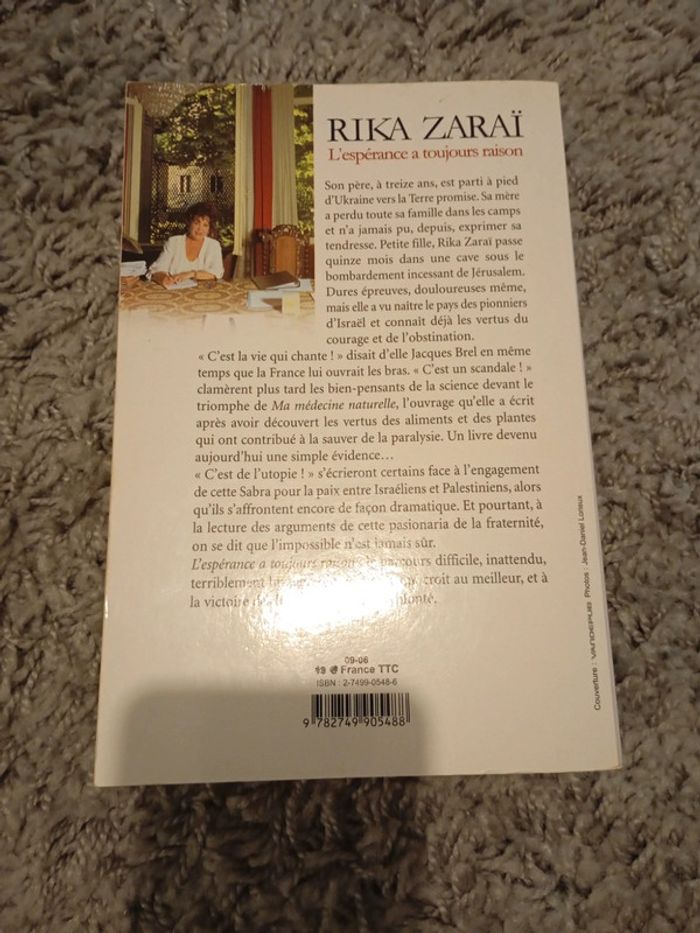 RIKA ZARAÏ
L'espérance a toujours raison
Son père, à treize ans, est parti à pied
d'Ukraine vers la Terre promise. Sa mère
a perdu toute sa famille dans les camps
et n'a jamais pu, depuis, exprimer sa
tendresse. Petite fille, Rika Zaraï passe
quinze mois dans une cave sous le
bombardement incessant de Jérusalem.
Dures épreuves, douloureuses même,
mais elle a vu naître le pays des pionniers
d'Israël et connaît déjà les vertus du
courage et de l'obstination.
« C'est la vie qui chante ! » disait d'elle Jacques Brel en même
temps que la France lui ouvrait les bras. « C'est un scandale ! »
clamèrent plus tard les bien-pensants de la science devant le
triomphe de Ma médecine naturelle, l'ouvrage qu'elle a écrit
après avoir découvert les vertus des aliments et des plantes
qui ont contribué à la sauver de la paralysie. Un livre devenu
aujourd'hui une simple évidence…
« C'est de l'utopie ! » s'écrieront certains face à l'engagement
de cette Sabra pour la paix entre Israéliens et Palestiniens, alors
qu'ils s'affrontent encore de façon dramatique. Et pourtant, à
la lecture des arguments de cette pasionaria de la fraternité,
on se dit que l'impossible n'est jamais sûr.
L'espérance a toujours raison : le parcours difficile, inattendu,
terriblement croit au meilleur, et à
la victoire
09-06
France TTC
ISBN : 2-7499-0548-6
9 782749 905488
Couverture : VANDEPUB Photos : Jean-Daniel Lorieux